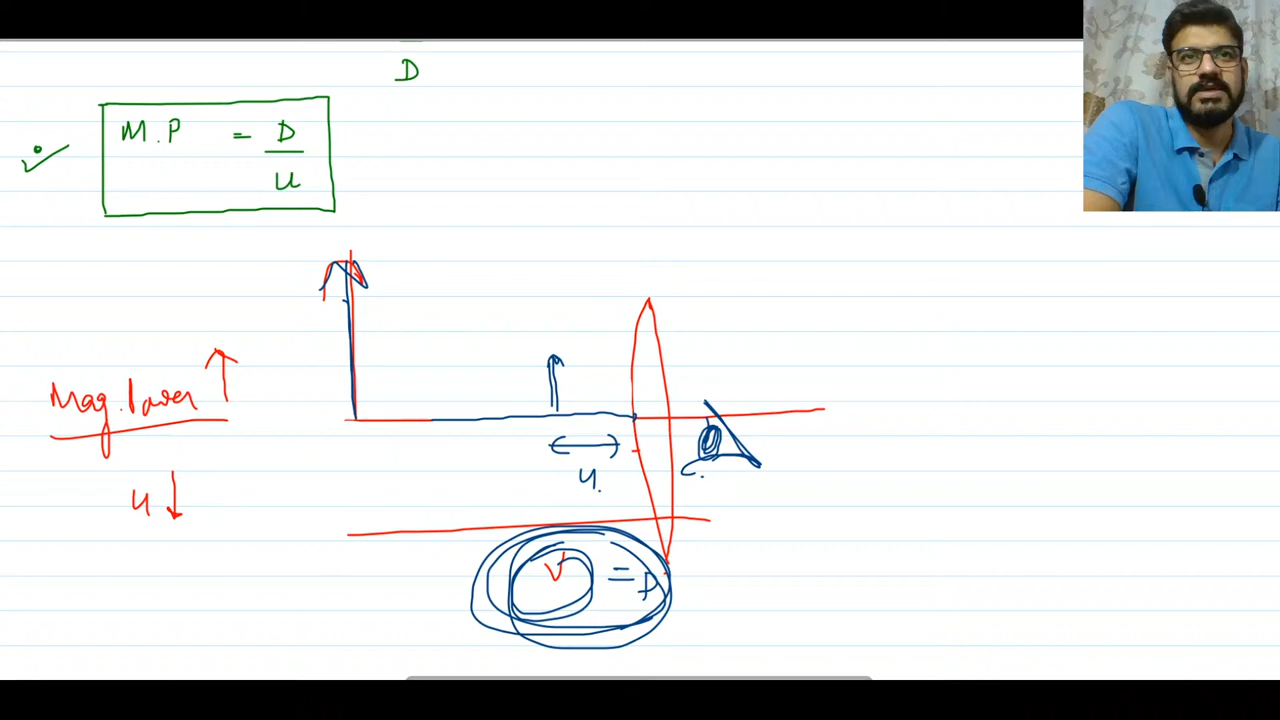 D
M.P = D
u
Mag. Power ↑
u.
u ↓
V = D